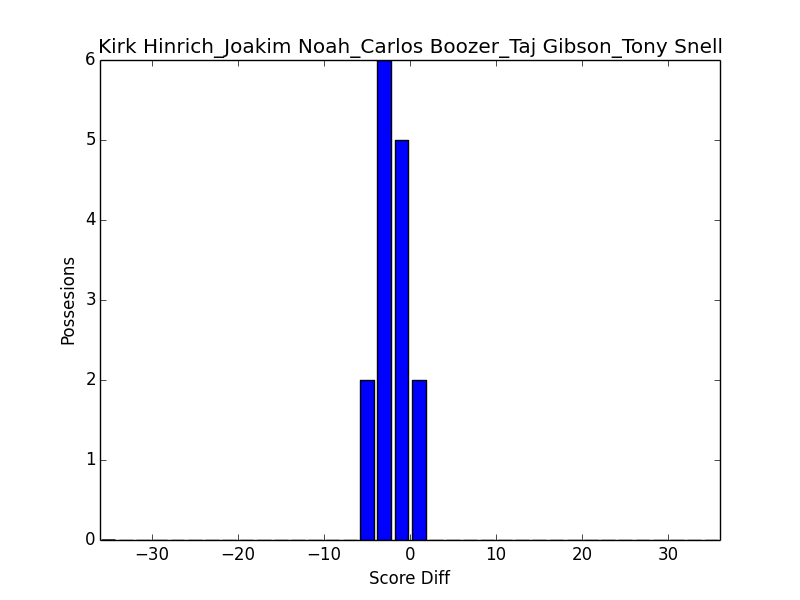 Kirk Hinrich_Joakim Noah_Carlos Boozer_Taj Gibson_Tony Snell
6
5
4
3
2
1
0
Possesions
−30 −20 −10 0 10 20 30
Score Diff